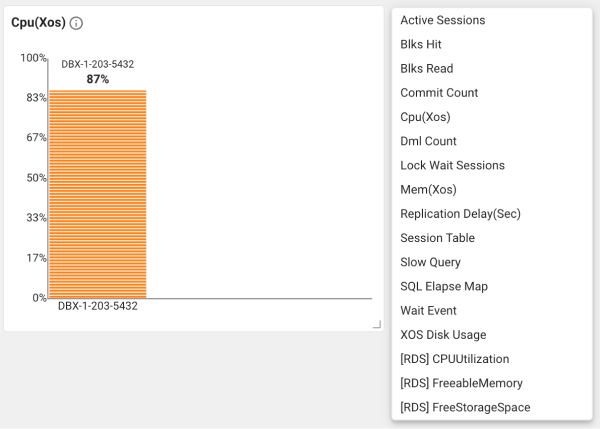 Cpu(Xos)
100%
DBX-1-203-5432
87%
83%
67%
50%
33%
17%
0%
DBX-1-203-5432
Active Sessions
Blks Hit
Blks Read
Commit Count
Cpu(Xos)
Dml Count
Lock Wait Sessions
Mem(Xos)
Replication Delay(Sec)
Session Table
Slow Query
SQL Elapse Map
Wait Event
XOS Disk Usage
[RDS] CPUUtilization
[RDS] FreeableMemory
[RDS] FreeStorageSpace